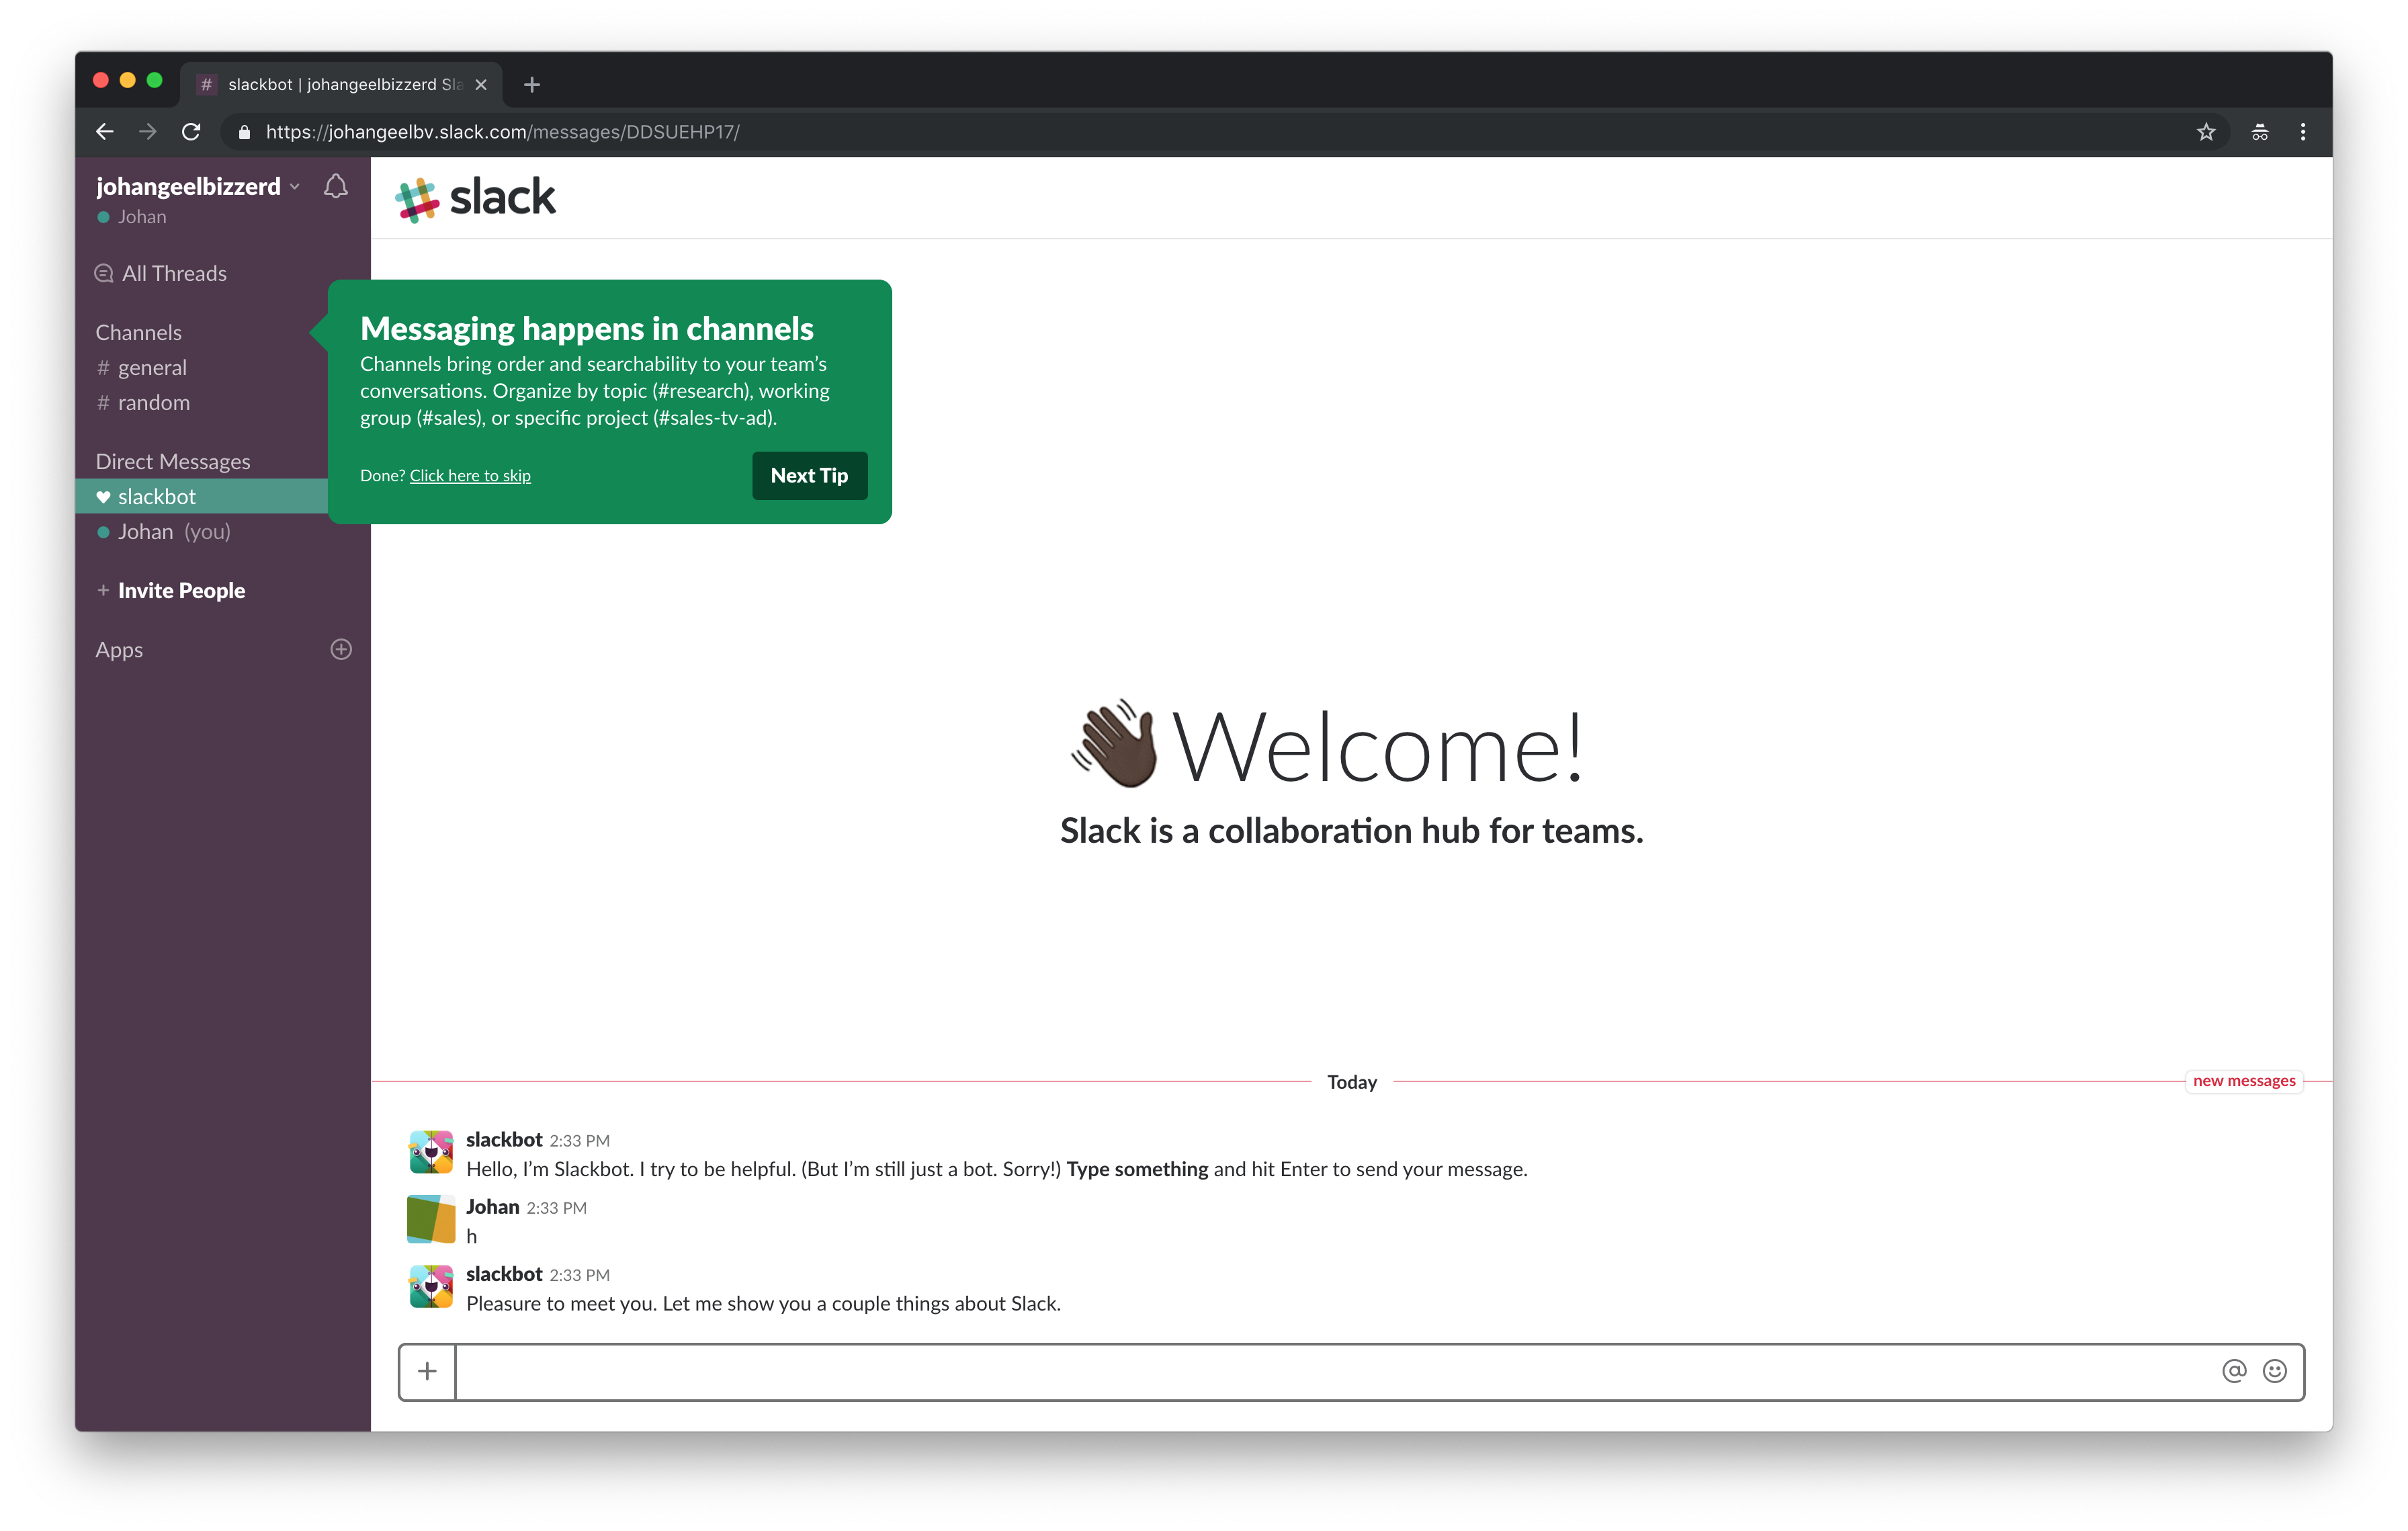 slackbot | johangeelbizzerd Sla
https://johangeelbv.slack.com/messages/DDSUEHP17/
johangeelbizzerd
Johan
All Threads
Channels
# general
# random
Direct Messages
slackbot
Johan (you)
+ Invite People
Apps
slack
Messaging happens in channels
Channels bring order and searchability to your team’s
conversations. Organize by topic (#research), working
group (#sales), or specific project (#sales-tv-ad).
Done? Click here to skip
Next Tip
Welcome!
Slack is a collaboration hub for teams.
Today
new messages
slackbot 2:33 PM
Hello, I’m Slackbot. I try to be helpful. (But I’m still just a bot. Sorry!) Type something and hit Enter to send your message.
Johan 2:33 PM
h
slackbot 2:33 PM
Pleasure to meet you. Let me show you a couple things about Slack.